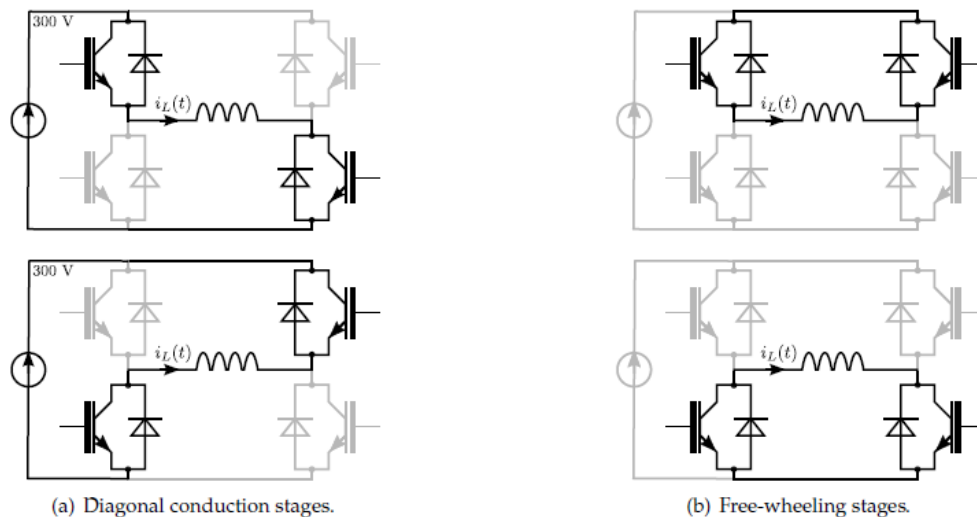 300 V
i_L(t)
i_L(t)
300 V
i_L(t)
i_L(t)
(a) Diagonal conduction stages.
(b) Free-wheeling stages.